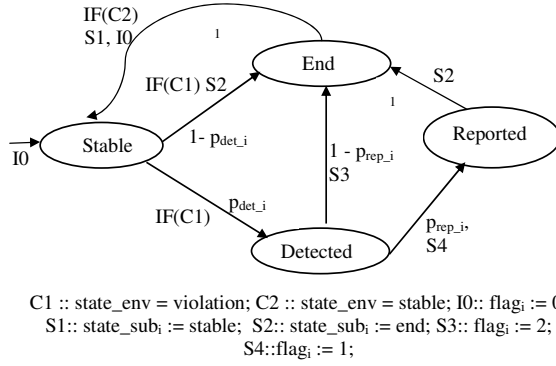 IF(C2)
S1, I0
1
End
IF(C1) S2
S2
1
Stable
Reported
I0
1- p_det_i
1 - p_rep_i
S3
p_det_i
IF(C1)
p_rep_i,
S4
Detected
C1 :: state_env = violation; C2 :: state_env = stable; I0:: flag_i := 0
S1:: state_sub_i := stable; S2:: state_sub_i := end; S3:: flag_i := 2;
S4::flag_i := 1;